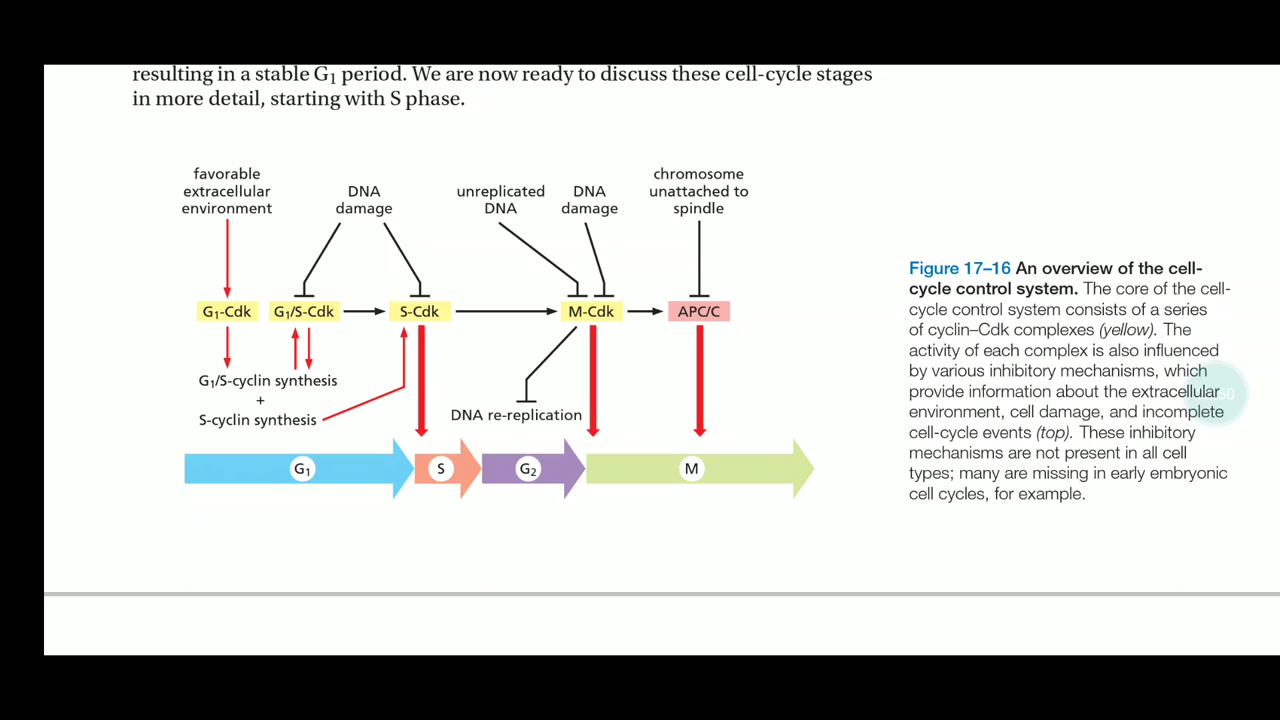 resulting in a stable G1 period. We are now ready to discuss these cell-cycle stages
in more detail, starting with S phase.
favorable
extracellular
environment
DNA
damage
unreplicated
DNA
DNA
damage
chromosome
unattached to
spindle
G1-Cdk
G1/S-Cdk
S-Cdk
M-Cdk
APC/C
G1/S-cyclin synthesis
+
S-cyclin synthesis
DNA re-replication
G1
S
G2
M
Figure 17–16 An overview of the cell-
cycle control system. The core of the cell-
cycle control system consists of a series
of cyclin–Cdk complexes (yellow). The
activity of each complex is also influenced
by various inhibitory mechanisms, which
provide information about the extracellular
environment, cell damage, and incomplete
cell-cycle events (top). These inhibitory
mechanisms are not present in all cell
types; many are missing in early embryonic
cell cycles, for example.